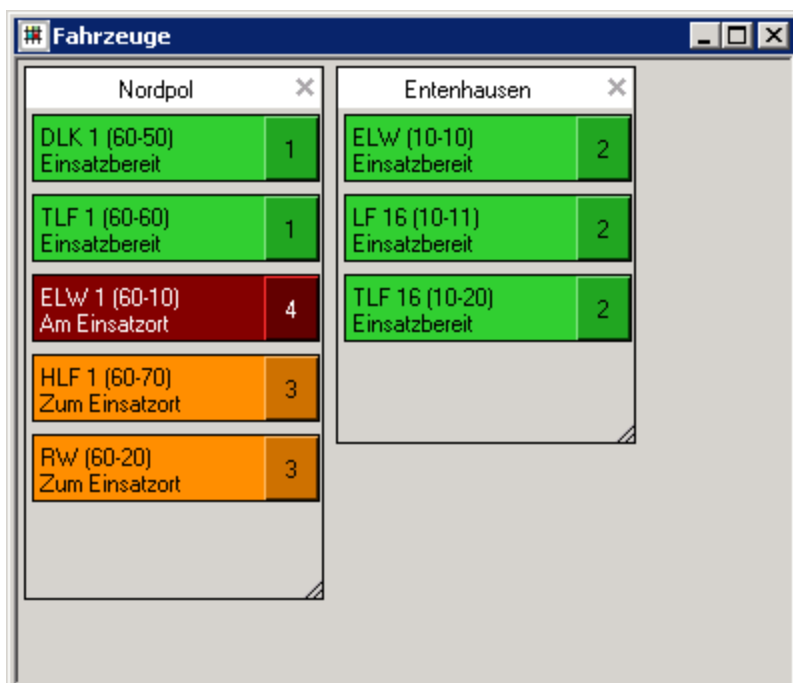 Fahrzeuge
Nordpol
DLK 1 (60-50)
Einsatzbereit
1
TLF 1 (60-60)
Einsatzbereit
1
ELW 1 (60-10)
Am Einsatzort
4
HLF 1 (60-70)
Zum Einsatzort
3
RW (60-20)
Zum Einsatzort
3
Entenhausen
ELW (10-10)
Einsatzbereit
2
LF 16 (10-11)
Einsatzbereit
2
TLF 16 (10-20)
Einsatzbereit
2